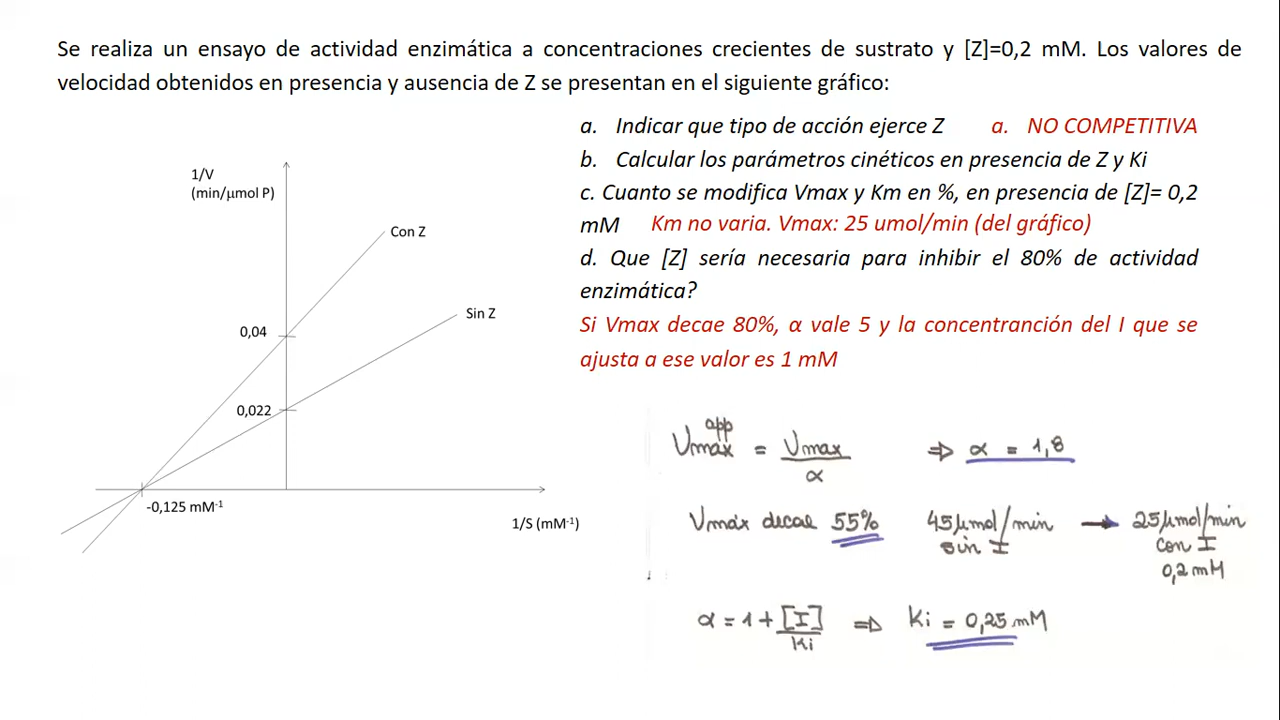 Se realiza un ensayo de actividad enzimática a concentraciones crecientes de sustrato y [Z]=0,2 mM. Los valores de
velocidad obtenidos en presencia y ausencia de Z se presentan en el siguiente gráfico:
a. Indicar que tipo de acción ejerce Z a. NO COMPETITIVA
b. Calcular los parámetros cinéticos en presencia de Z y Ki
c. Cuanto se modifica Vmax y Km en %, en presencia de [Z]= 0,2
mM Km no varia. Vmax: 25 umol/min (del gráfico)
d. Que [Z] sería necesaria para inhibir el 80% de actividad
enzimática?
Si Vmax decae 80%, α vale 5 y la concentranción del I que se
ajusta a ese valor es 1 mM
1/V
(min/µmol P)
Con Z
Sin Z
0,04
0,022
-0,125 mM⁻¹
1/S (mM⁻¹)
Vmax app = Vmax / α ⇒ α = 1,8
Vmáx decae 55% 45µmol/min → 25µmol/min
sin I con I
0,2 mM
α = 1 + [I] / Ki ⇒ Ki = 0,25 mM